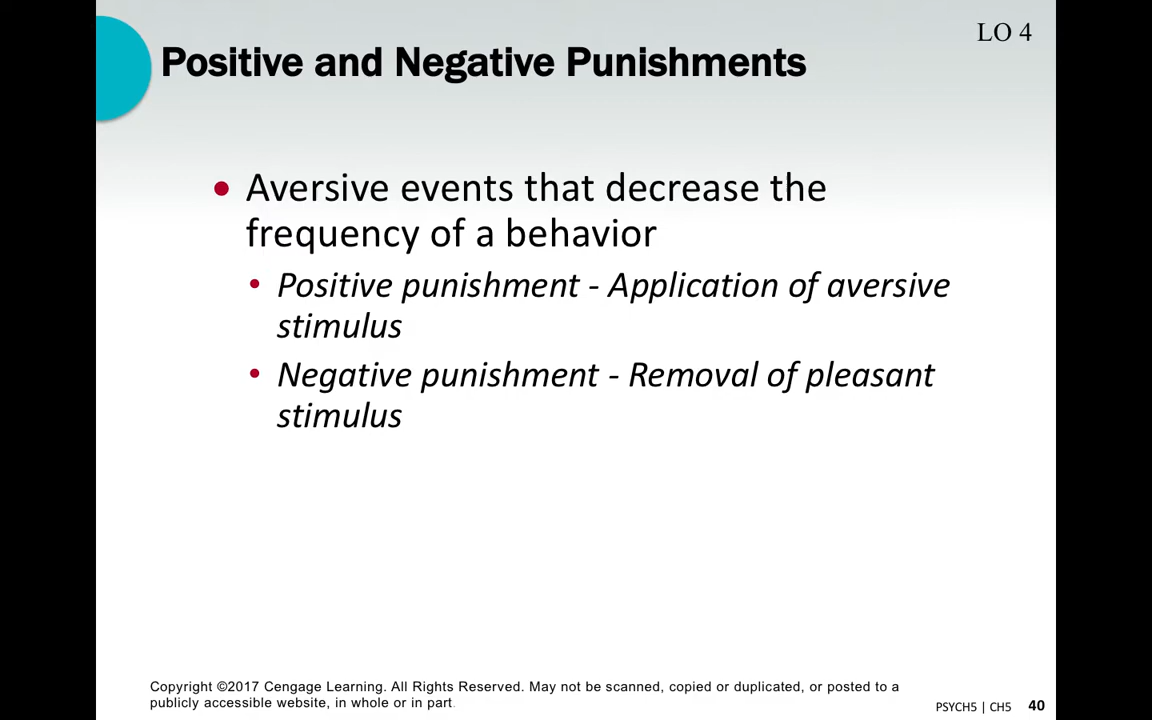 LO 4
Positive and Negative Punishments
• Aversive events that decrease the
frequency of a behavior
• Positive punishment - Application of aversive
stimulus
• Negative punishment - Removal of pleasant
stimulus
Copyright ©2017 Cengage Learning. All Rights Reserved. May not be scanned, copied or duplicated, or posted to a
publicly accessible website, in whole or in part.
PSYCH5 | CH5 40